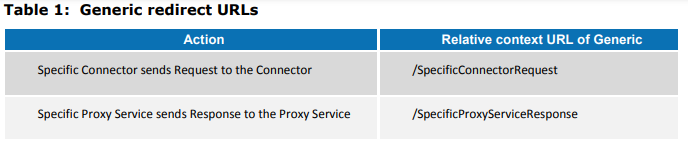 Table 1: Generic redirect URLs
Action Relative context URL of Generic
Specific Connector sends Request to the Connector /SpecificConnectorRequest
Specific Proxy Service sends Response to the Proxy Service /SpecificProxyServiceResponse